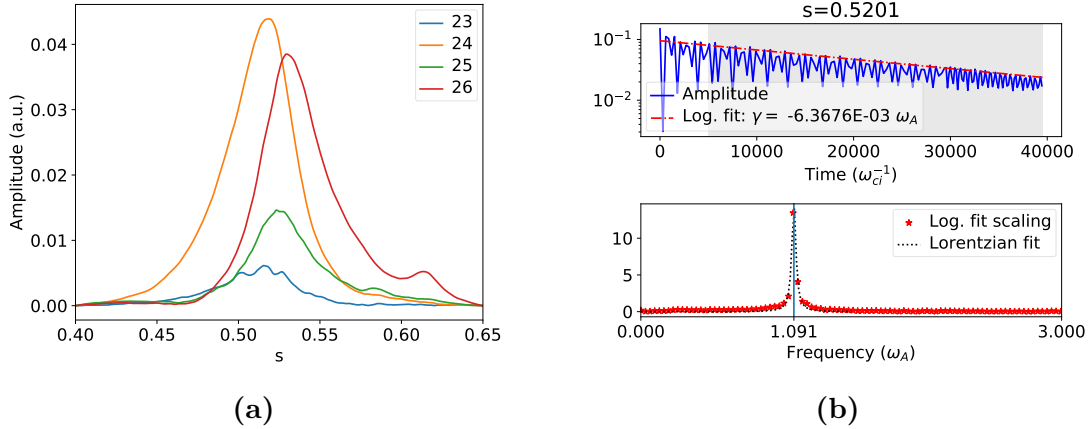 Amplitude (a.u.)
0.04
0.03
0.02
0.01
0.00
23
24
25
26
0.40 0.45 0.50 0.55 0.60 0.65
s
(a)
s=0.5201
10⁻¹
10⁻²
Amplitude
Log. fit: γ = -6.3676E-03 ω_A
0 10000 20000 30000 40000
Time (ω_ci⁻¹)
10
5
0
Log. fit scaling
Lorentzian fit
0.000 1.091 3.000
Frequency (ω_A)
(b)